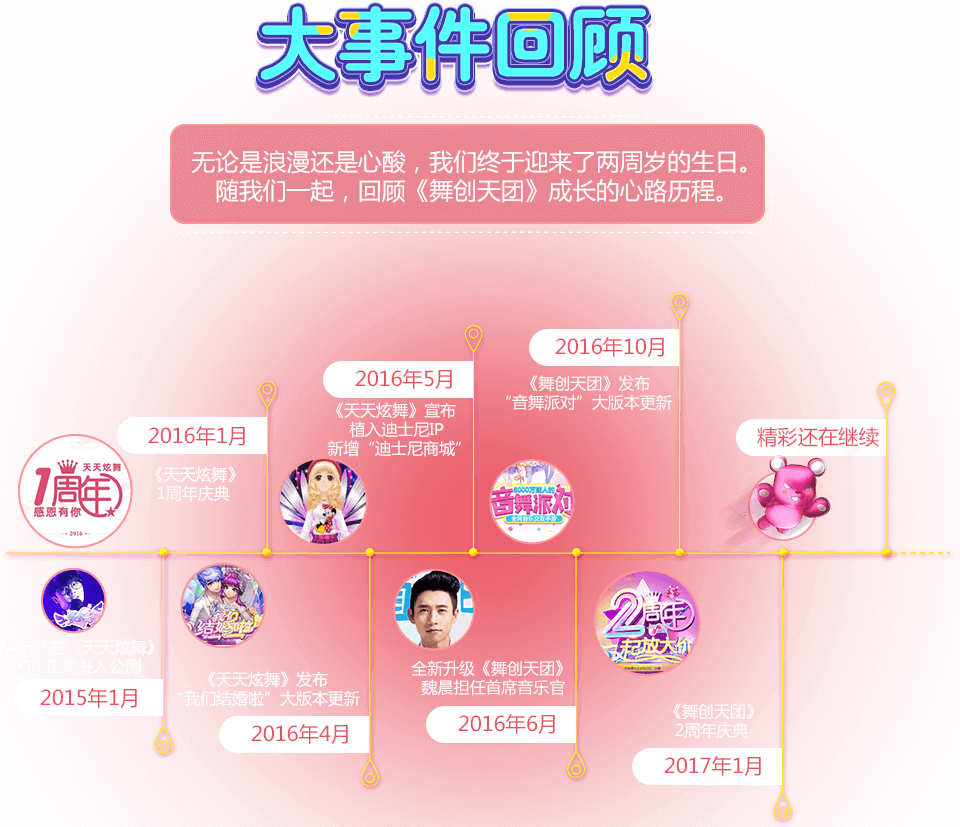 大事件回顾
无论是浪漫还是心酸，我们终于迎来了两周岁的生日。
随我们一起，回顾《舞创天团》成长的心路历程。
2016年10月
《舞创天团》发布
“音舞派对”大版本更新
2016年5月
《天天炫舞》宣布
植入迪士尼IP
新增“迪士尼商城”
2016年1月
《天天炫舞》
1周年庆典
精彩还在继续
天天炫舞
1周年
感恩有你
2016
8000万魅人的
音舞派对
《天天炫舞》
进入公测
2015年1月
结婚啦
《天天炫舞》发布
“我们结婚啦”大版本更新
2016年4月
全新升级《舞创天团》
魏晨担任首席音乐官
2016年6月
2周年
一起放大价
《舞创天团》
2周年庆典
2017年1月